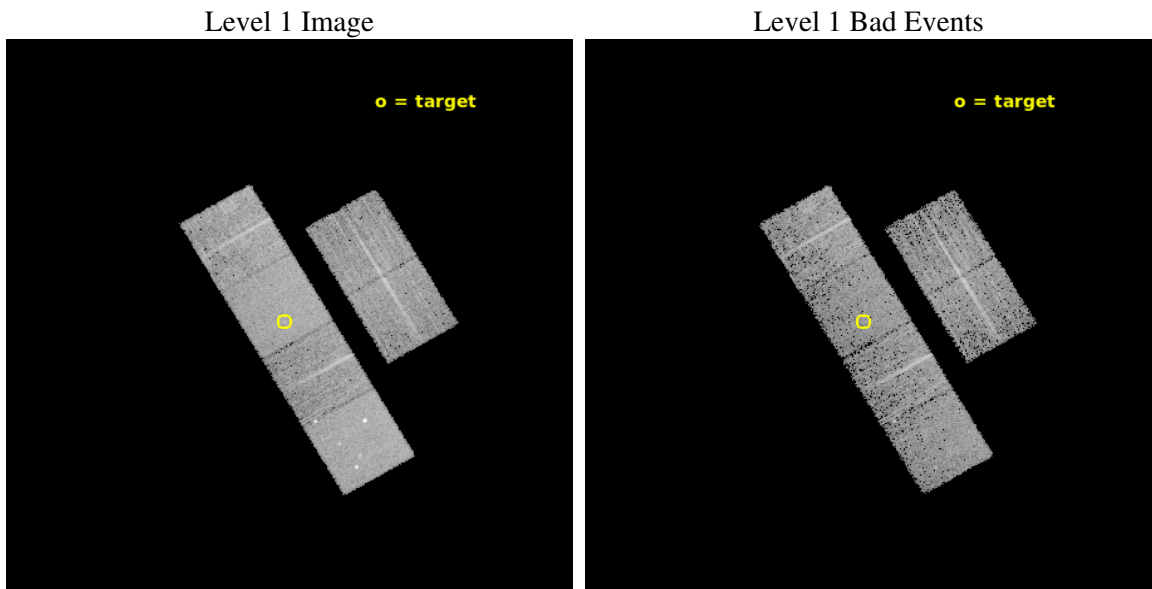 Level 1 Image
Level 1 Bad Events
o = target
o = target